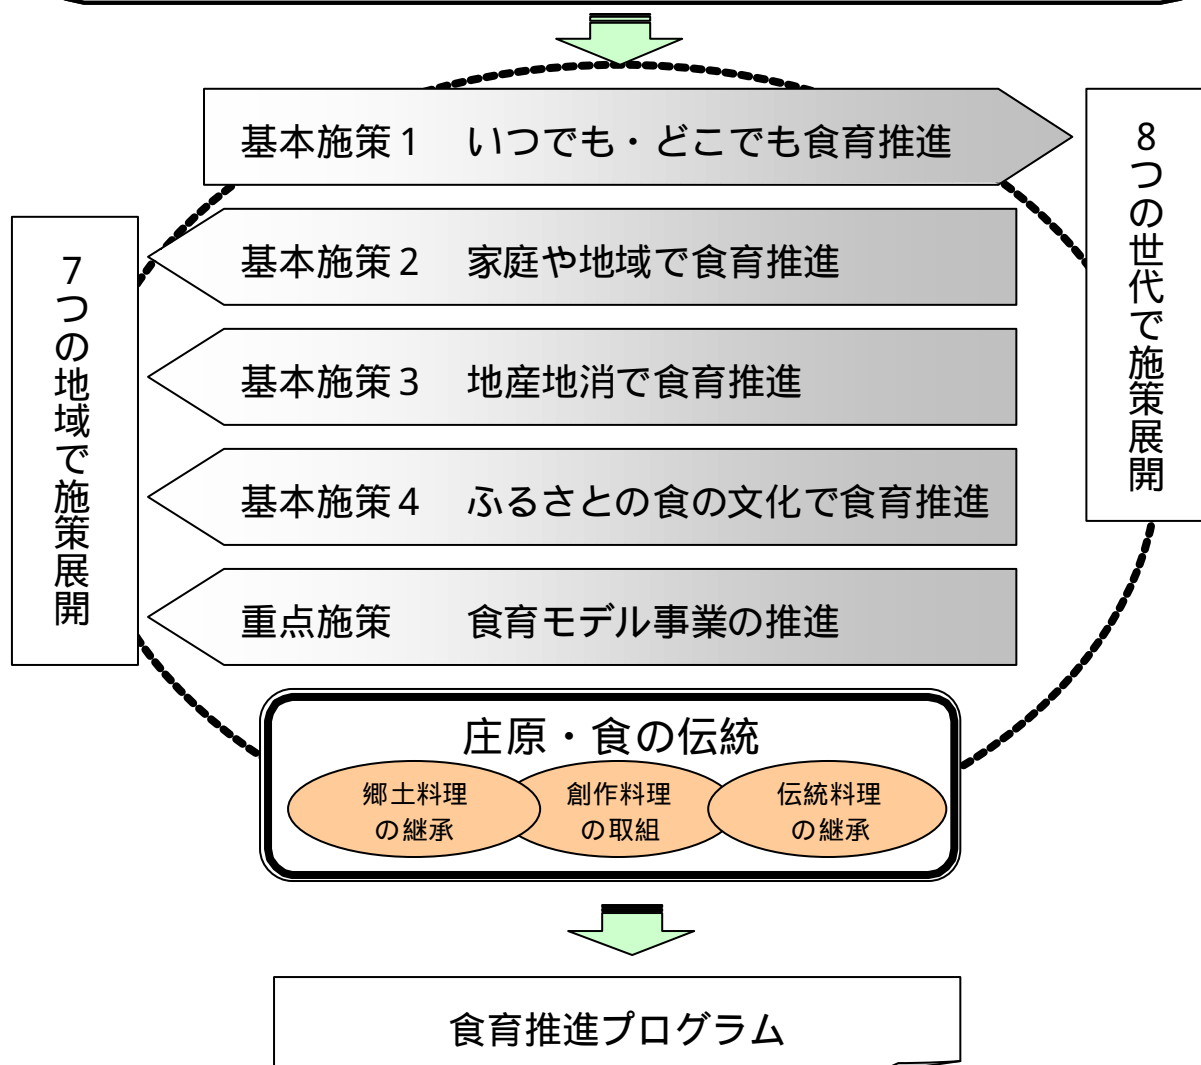 基本施策１　いつでも・どこでも食育推進
8つの世代で施策展開
7つの地域で施策展開
基本施策２　家庭や地域で食育推進
基本施策３　地産地消で食育推進
基本施策４　ふるさとの食の文化で食育推進
重点施策　食育モデル事業の推進
庄原・食の伝統
郷土料理
の継承
創作料理
の取組
伝統料理
の継承
食育推進プログラム